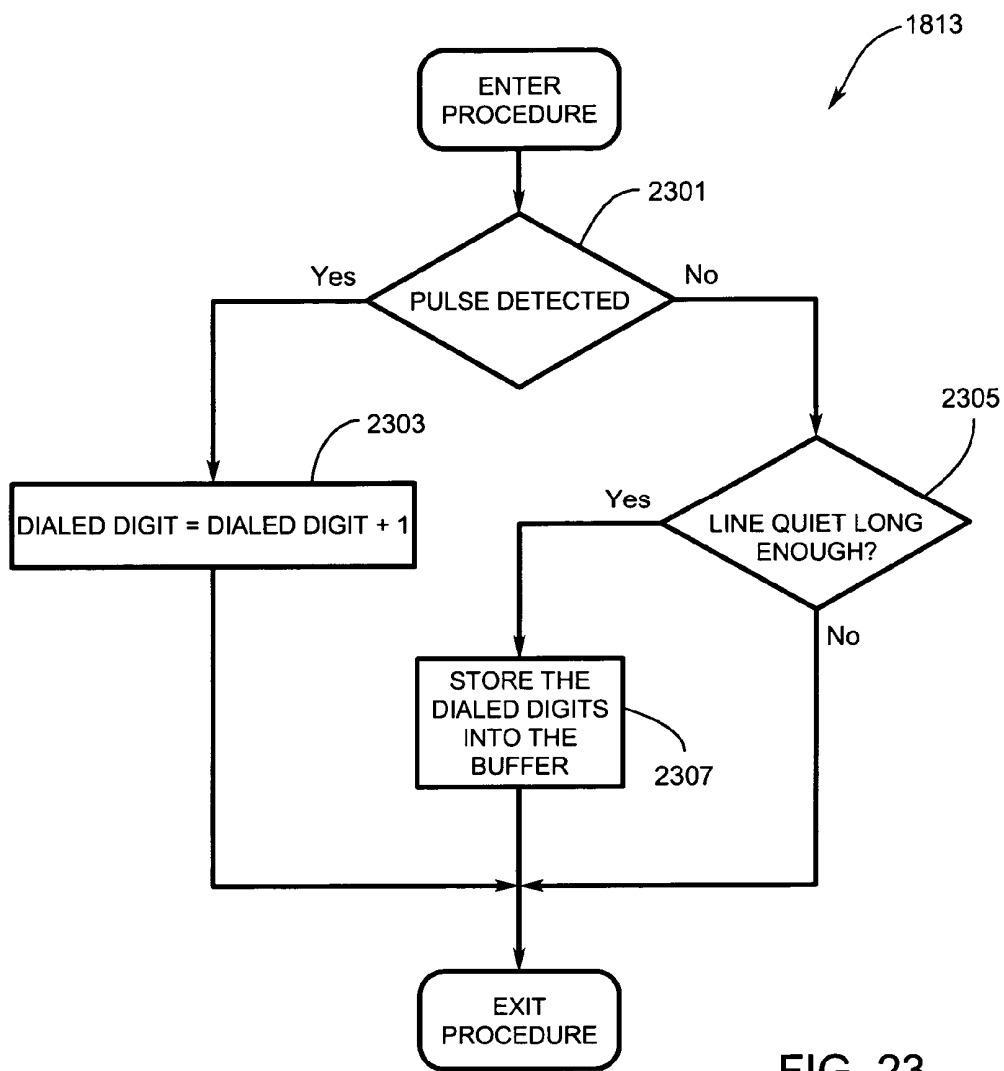 1813
ENTER
PROCEDURE
2301
Yes
No
PULSE DETECTED
2303
2305
DIALED DIGIT = DIALED DIGIT + 1
Yes
LINE QUIET LONG
ENOUGH?
No
STORE THE
DIALED DIGITS
INTO THE
BUFFER
2307
EXIT
PROCEDURE
FIG. 23